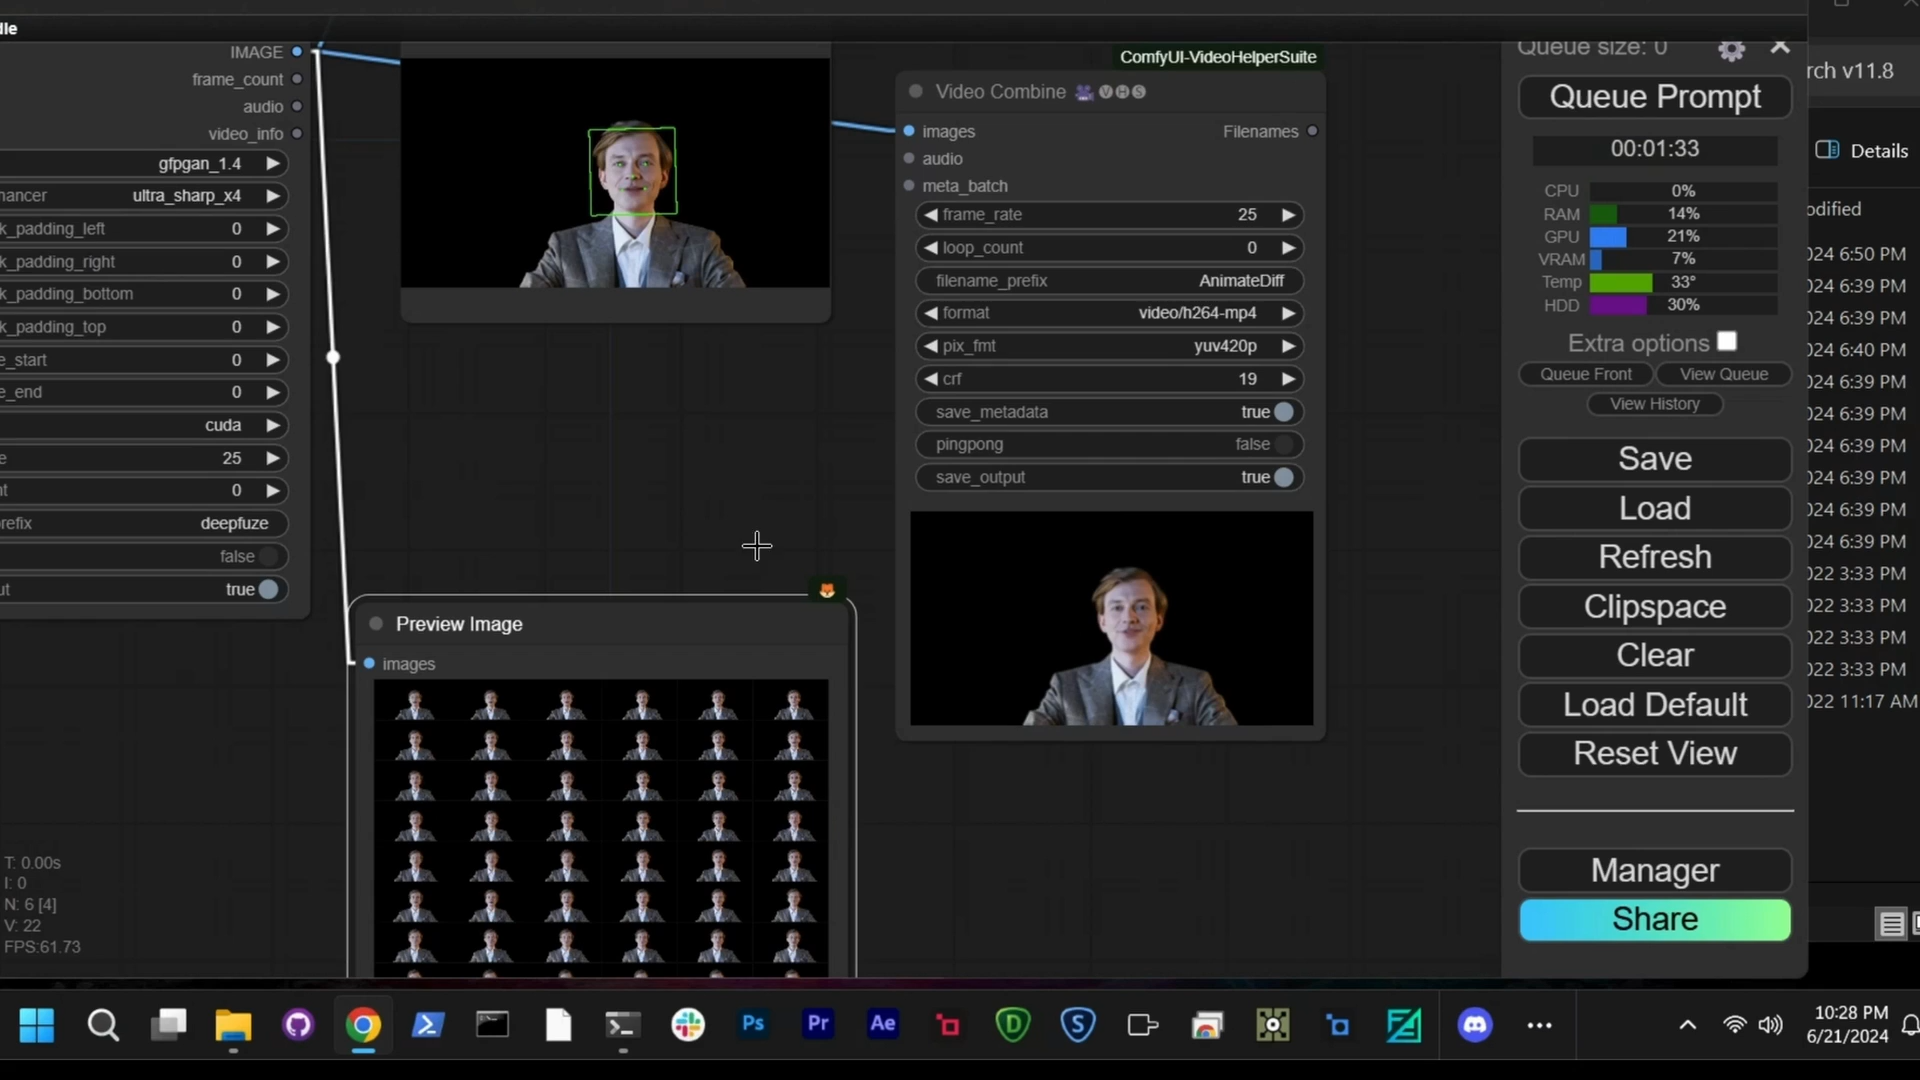 dle
IMAGE
frame_count
audio
video_info
gfpgan_1.4
hancer ultra_sharp_x4
k_padding_left 0
k_padding_right 0
k_padding_bottom 0
k_padding_top 0
e_start 0
e_end 0
cuda
e 25
nt 0
prefix deepfuze
false
ut true
T: 0.00s
I: 0
N: 6 [4]
V: 22
FPS:61.73
Preview Image
images
ComfyUI-VideoHelperSuite
Video Combine VHS
images Filenames
audio
meta_batch
frame_rate 25
loop_count 0
filename_prefix AnimateDiff
format video/h264-mp4
pix_fmt yuv420p
crf 19
save_metadata true
pingpong false
save_output true
Queue size: 0
Queue Prompt
00:01:33
CPU 0%
RAM 14%
GPU 21%
VRAM 7%
Temp 33°
HDD 30%
Extra options
Queue Front View Queue
View History
Save
Load
Refresh
Clipspace
Clear
Load Default
Reset View
Manager
Share
rch v11.8
Details
odified
024 6:50 PM
024 6:39 PM
024 6:39 PM
024 6:40 PM
024 6:39 PM
024 6:39 PM
024 6:39 PM
024 6:39 PM
024 6:39 PM
024 6:39 PM
022 3:33 PM
022 3:33 PM
022 3:33 PM
022 3:33 PM
022 11:17 AM
Ps
Pr
Ae
D
S
10:28 PM
6/21/2024